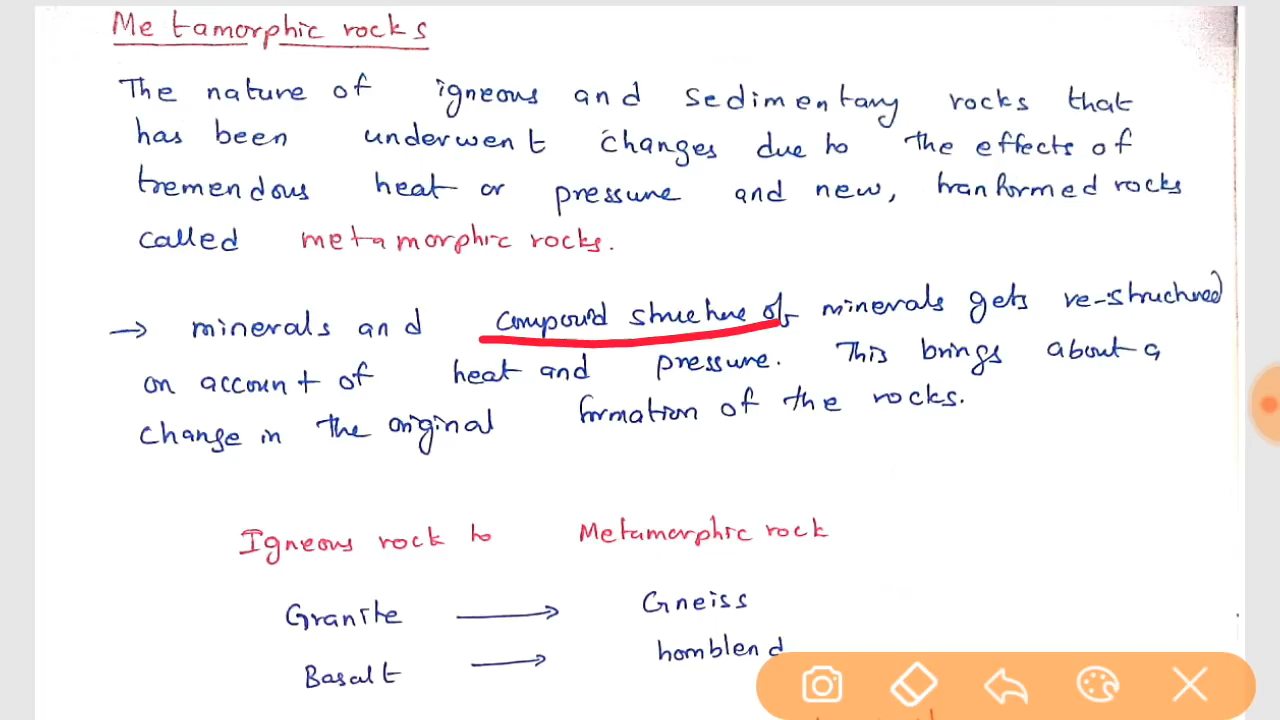 Metamorphic rocks
The nature of igneous and sedimentary rocks that
has been underwent changes due to the effects of
tremendous heat or pressure and new, tranformed rocks
called metamorphic rocks.
→ minerals and compound structure of minerals gets re-structured
on account of heat and pressure. This brings about a
change in the original formation of the rocks.
Igneous rock to Metamorphic rock
Granite → Gneiss
Basalt → homblend